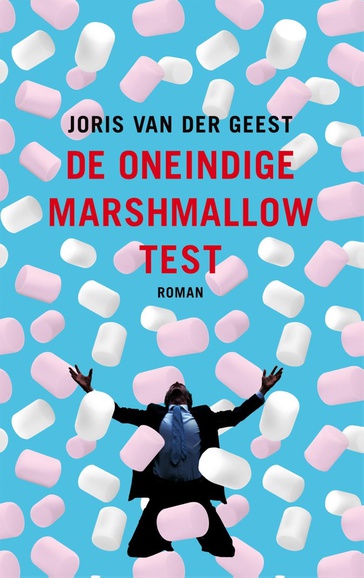 JORIS VAN DER GEEST
DE ONEINDIGE
MARSHMALLOW
TEST
ROMAN